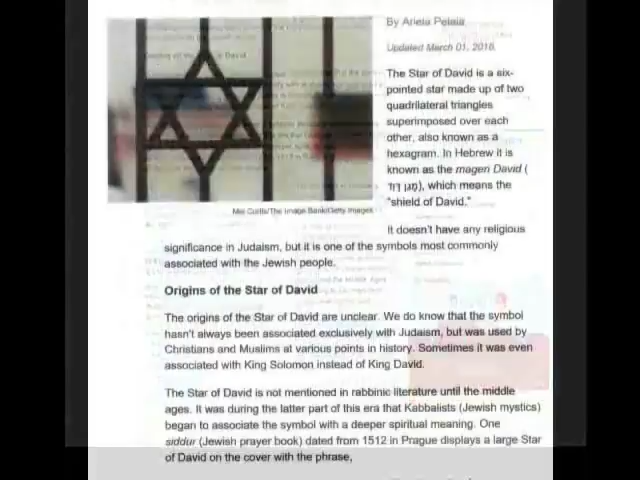 By Ariela Pelaia
Updated March 01, 2016.
The Star of David is a six-
pointed star made up of two
quadrilateral triangles
superimposed over each
other, also known as a
hexagram. In Hebrew it is
known as the magen David (
מגן דוד), which means the
"shield of David."
Mel Curtis/The Image Bank/Getty Images
It doesn't have any religious
significance in Judaism, but it is one of the symbols most commonly
associated with the Jewish people.
Origins of the Star of David
The origins of the Star of David are unclear. We do know that the symbol
hasn't always been associated exclusively with Judaism, but was used by
Christians and Muslims at various points in history. Sometimes it was even
associated with King Solomon instead of King David.
The Star of David is not mentioned in rabbinic literature until the middle
ages. It was during the latter part of this era that Kabbalists (Jewish mystics)
began to associate the symbol with a deeper spiritual meaning. One
siddur (Jewish prayer book) dated from 1512 in Prague displays a large Star
of David on the cover with the phrase,